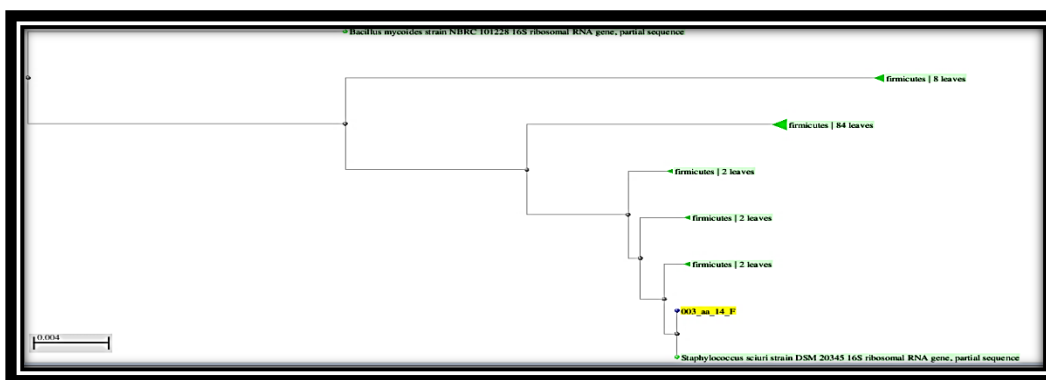 Bacillus mycoides strain NBRC 101228 16S ribosomal RNA gene, partial sequence
firmicutes | 8 leaves
firmicutes | 84 leaves
firmicutes | 2 leaves
firmicutes | 2 leaves
firmicutes | 2 leaves
003_aa_14_F
0.004
Staphylococcus sciuri strain DSM 20345 16S ribosomal RNA gene, partial sequence